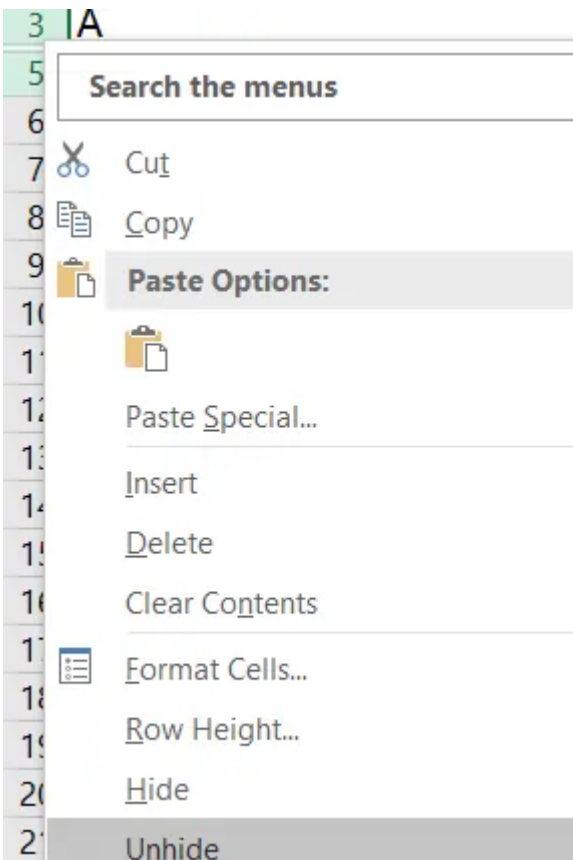 3 A
5 Search the menus
6
7 Cut
8 Copy
9 Paste Options:
Paste Special...
Insert
Delete
Clear Contents
Format Cells...
Row Height...
Hide
Unhide